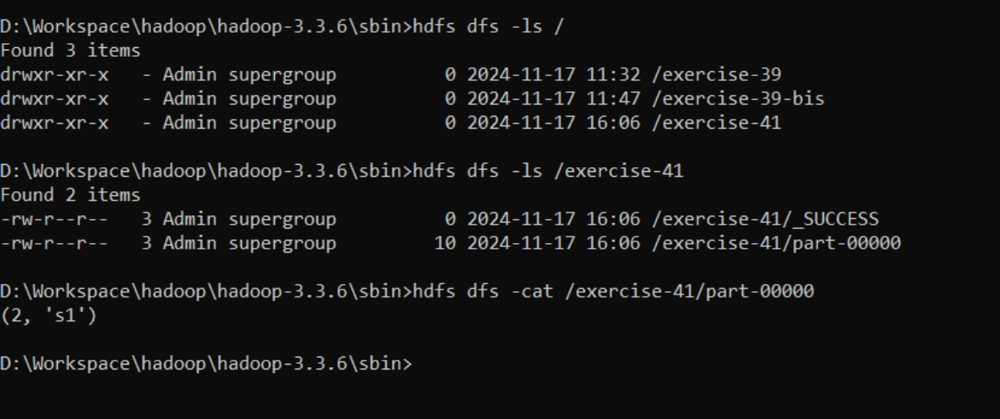 D:\Workspace\hadoop\hadoop-3.3.6\sbin>hdfs dfs -ls /
Found 3 items
drwxr-xr-x   - Admin supergroup          0 2024-11-17 11:32 /exercise-39
drwxr-xr-x   - Admin supergroup          0 2024-11-17 11:47 /exercise-39-bis
drwxr-xr-x   - Admin supergroup          0 2024-11-17 16:06 /exercise-41
D:\Workspace\hadoop\hadoop-3.3.6\sbin>hdfs dfs -ls /exercise-41
Found 2 items
-rw-r--r--   3 Admin supergroup          0 2024-11-17 16:06 /exercise-41/_SUCCESS
-rw-r--r--   3 Admin supergroup         10 2024-11-17 16:06 /exercise-41/part-00000
D:\Workspace\hadoop\hadoop-3.3.6\sbin>hdfs dfs -cat /exercise-41/part-00000
(2, 's1')
D:\Workspace\hadoop\hadoop-3.3.6\sbin>